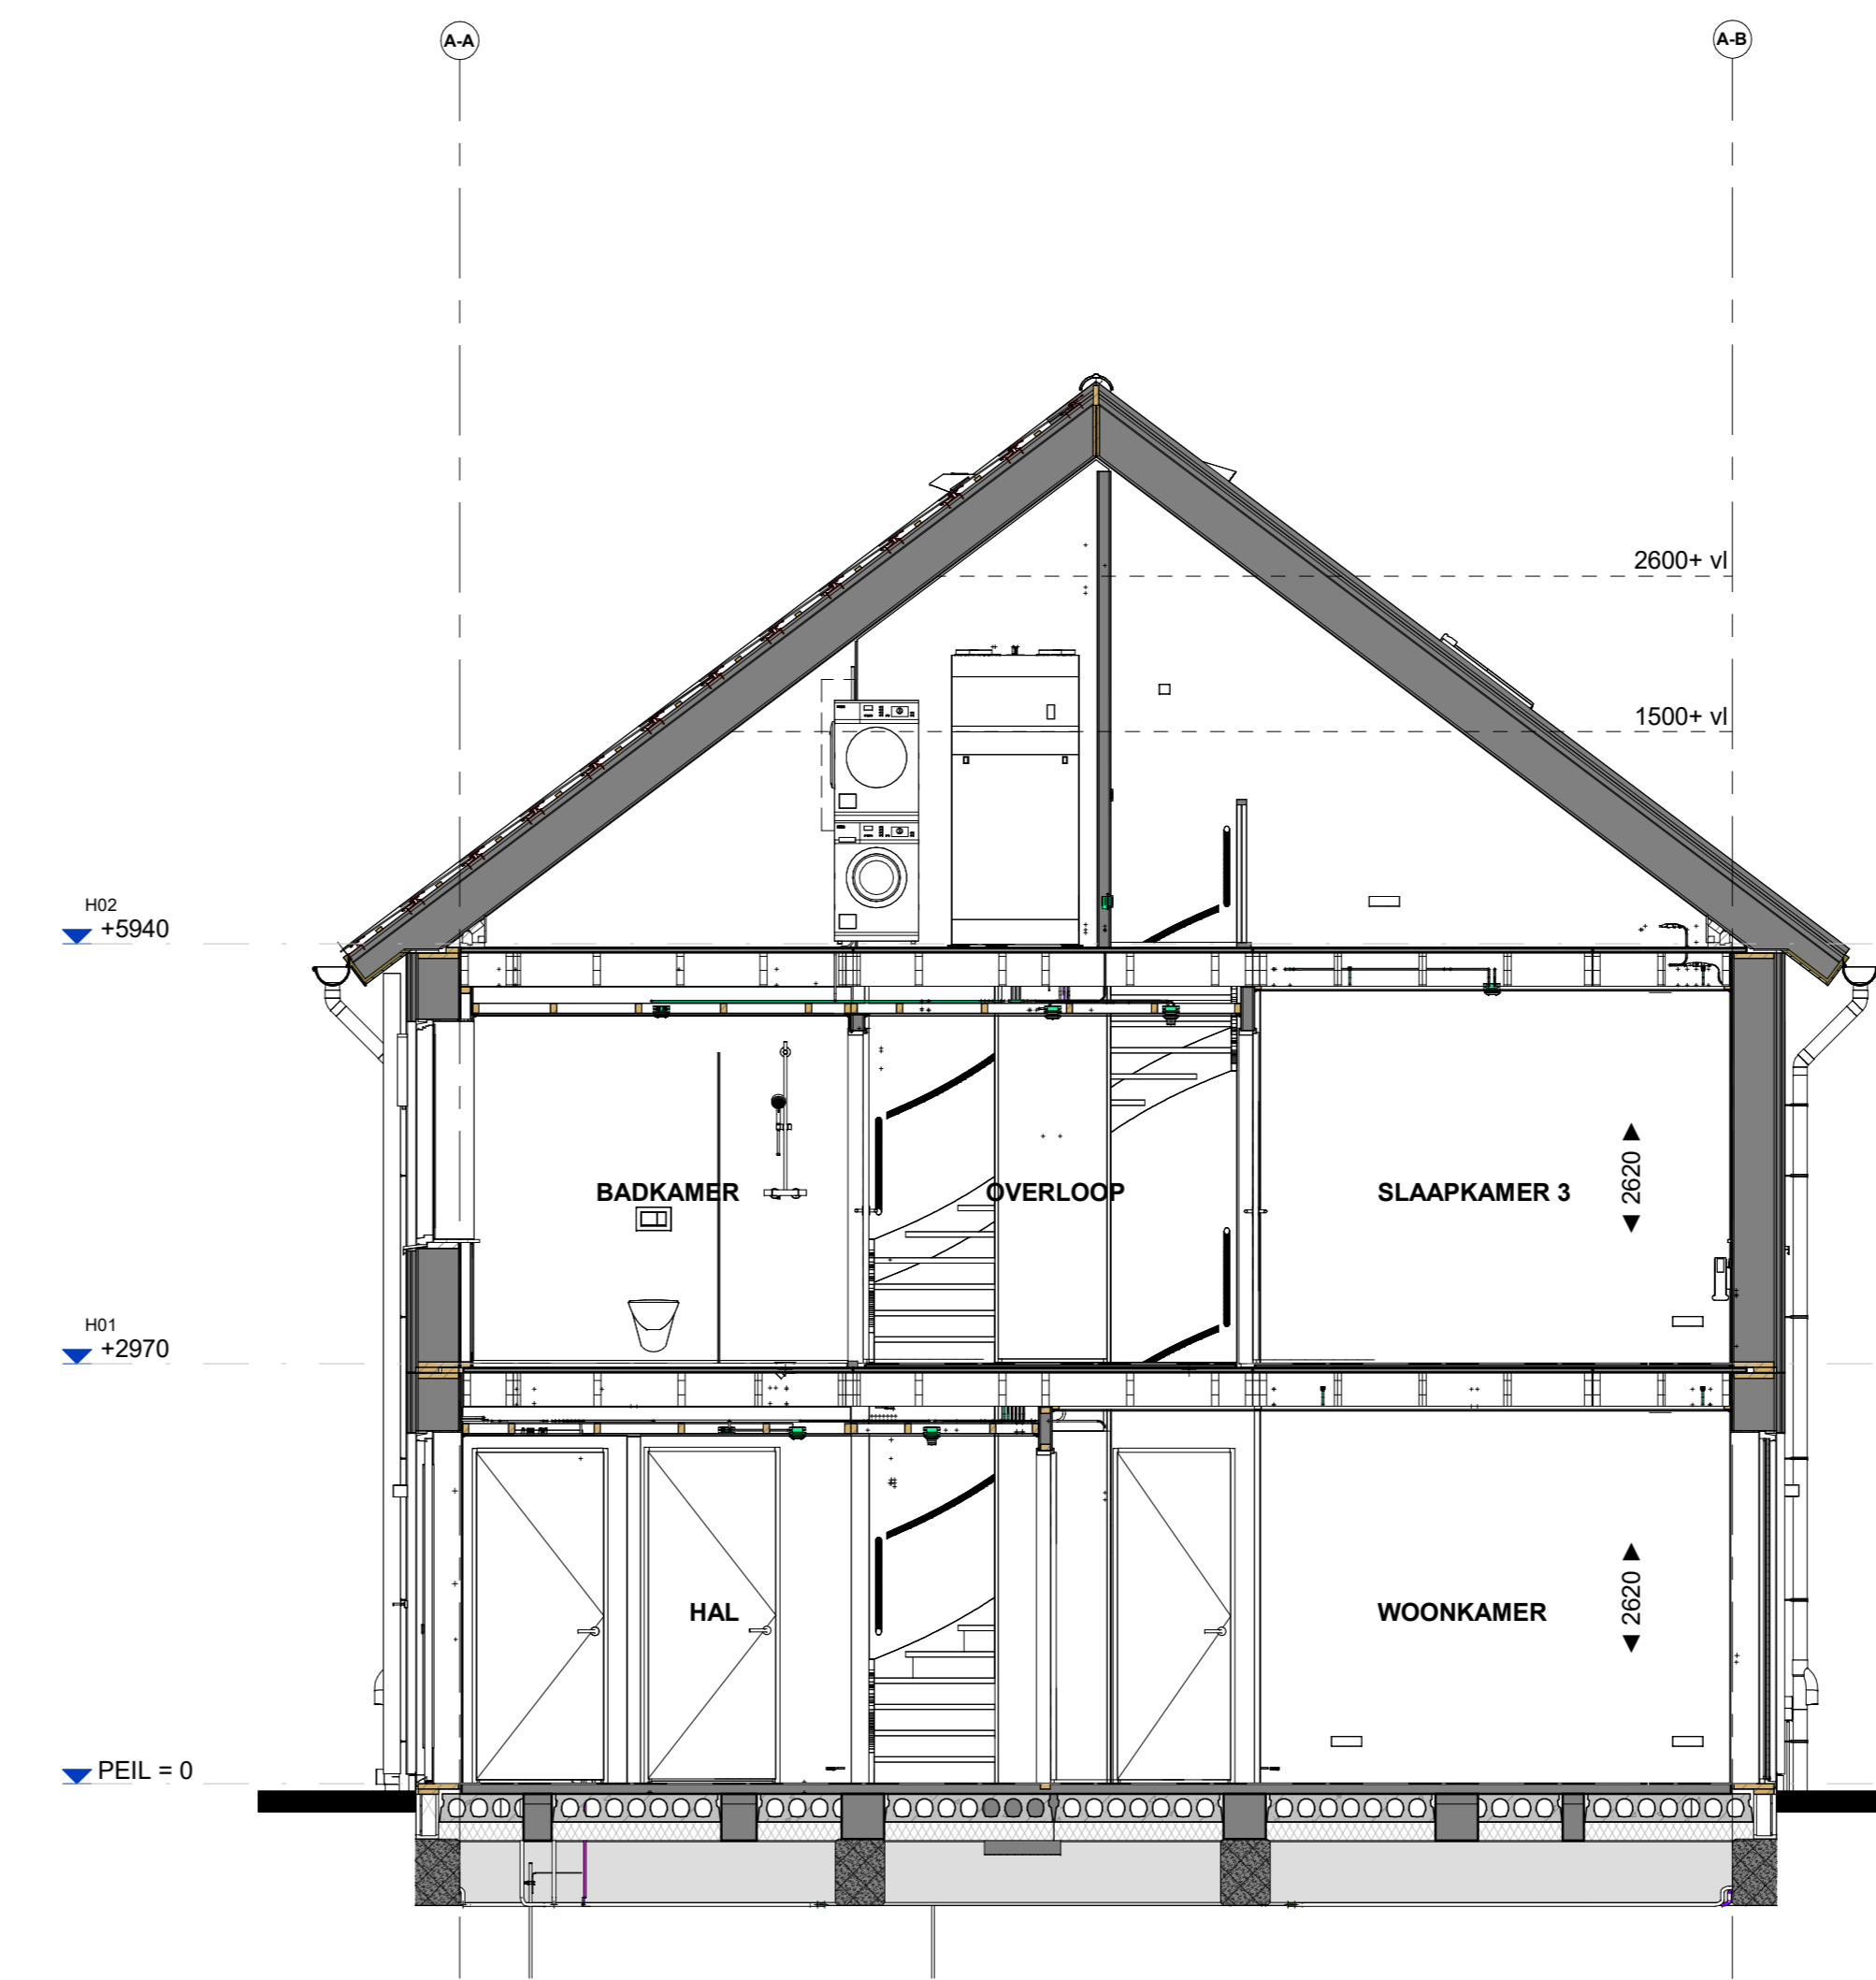 A-A
A-B
2600+ vl
1500+ vl
H02
+5940
BADKAMER
OVERLOOP
SLAAPKAMER 3
2620
H01
+2970
HAL
WOONKAMER
2620
PEIL = 0